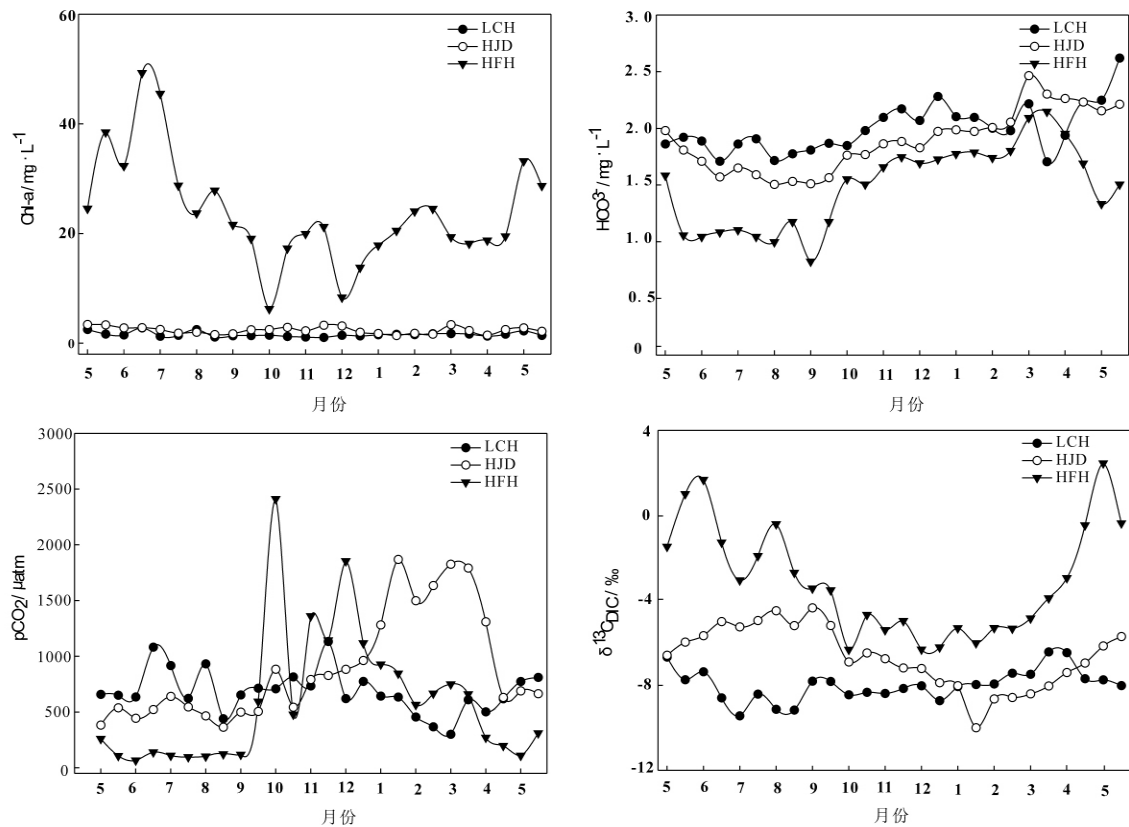 60
LCH
HJD
HFH
40
20
0
Chl-a/ mg · L⁻¹
5 6 7 8 9 10 11 12 1 2 3 4 5
月份
3.0
LCH
HJD
HFH
2.5
2.0
1.5
1.0
0.5
0
HCO³⁻/ mg · L⁻¹
5 6 7 8 9 10 11 12 1 2 3 4 5
月份
3000
LCH
HJD
HFH
2500
2000
1500
1000
500
0
pCO₂/ µatm
5 6 7 8 9 10 11 12 1 2 3 4 5
月份
4
LCH
HJD
HFH
0
-4
-8
-12
δ¹³C_DIC/ ‰
5 6 7 8 9 10 11 12 1 2 3 4 5
月份